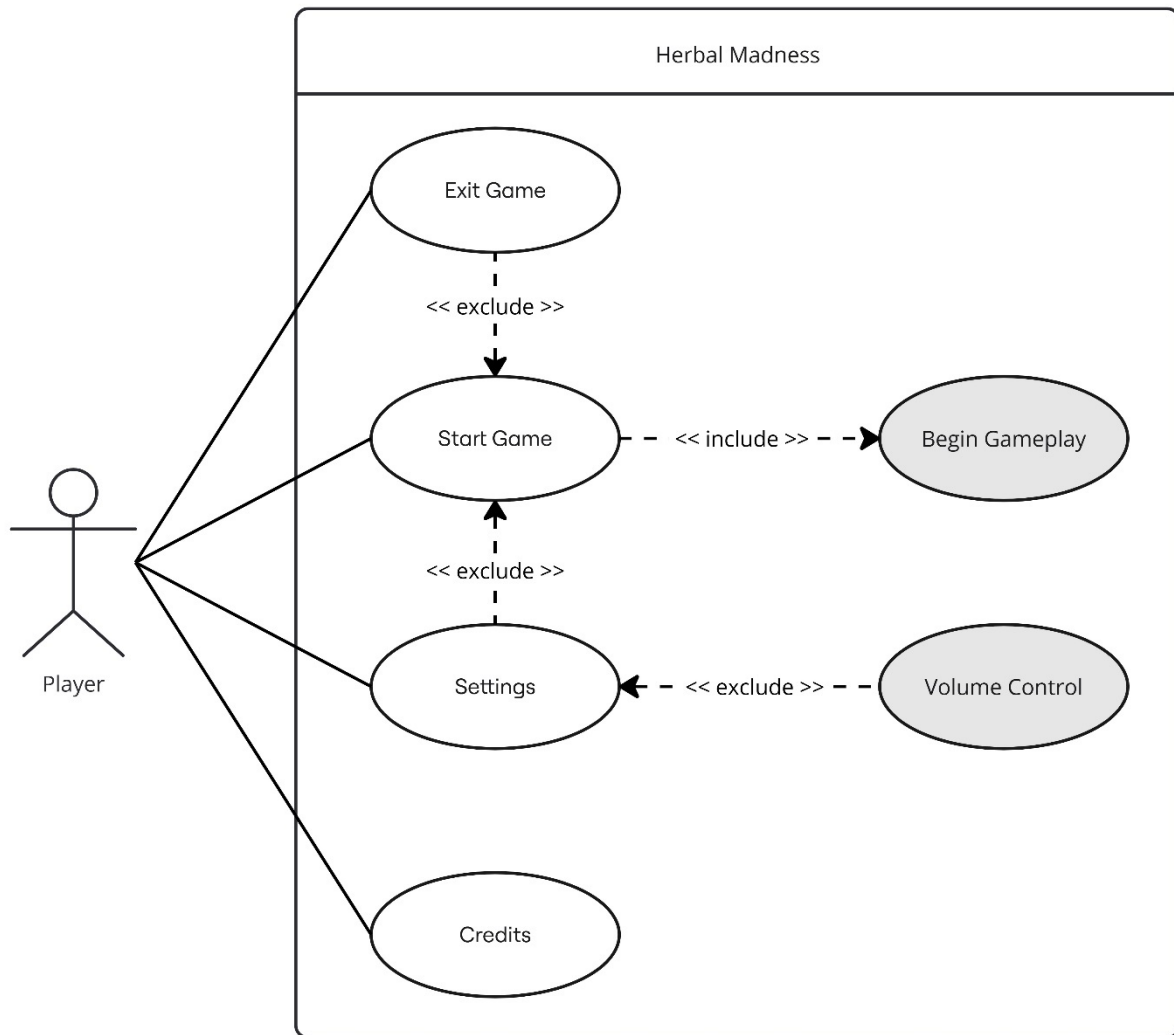 Herbal Madness
Exit Game
<< exclude >>
Start Game
<< include >>
Begin Gameplay
<< exclude >>
Player
Settings
<< exclude >>
Volume Control
Credits